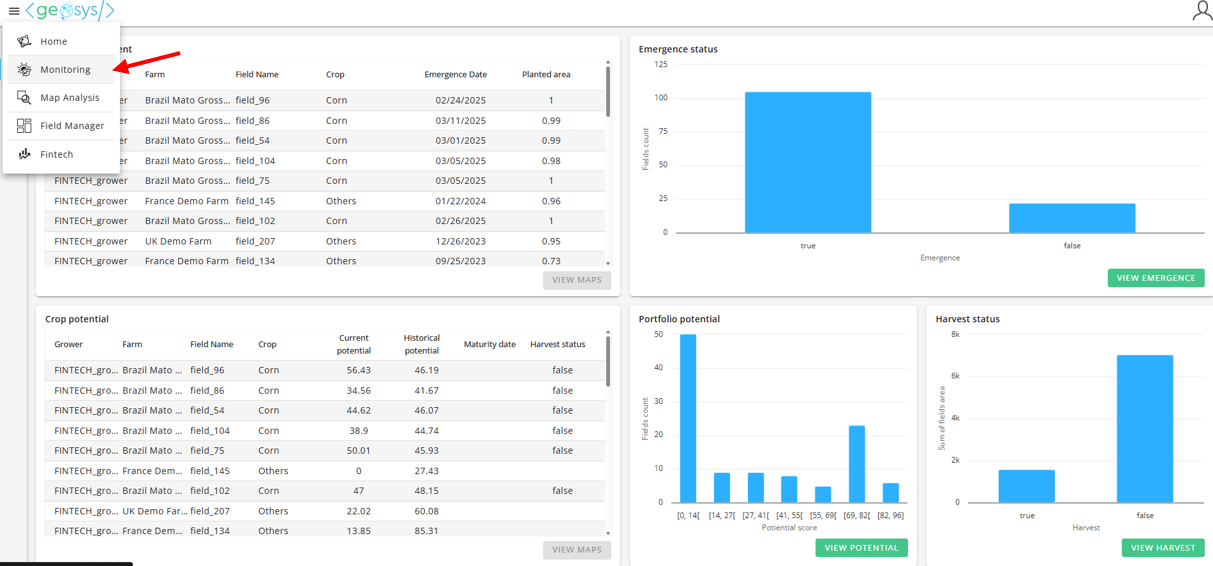 <geosys/>
Home
Monitoring
Map Analysis
Field Manager
Fintech
ent
Farm Field Name Crop Emergence Date Planted area
er Brazil Mato Gross... field_96 Corn 02/24/2025 1
er Brazil Mato Gross... field_86 Corn 03/11/2025 0.99
er Brazil Mato Gross... field_54 Corn 03/01/2025 0.99
er Brazil Mato Gross... field_104 Corn 03/05/2025 0.98
FINTECH_grower Brazil Mato Gross... field_75 Corn 03/05/2025 1
FINTECH_grower France Demo Farm field_145 Others 01/22/2024 0.96
FINTECH_grower Brazil Mato Gross... field_102 Corn 02/26/2025 1
FINTECH_grower UK Demo Farm field_207 Others 12/26/2023 0.95
FINTECH_grower France Demo Farm field_134 Others 09/25/2023 0.73
VIEW MAPS
Emergence status
Fields count
125
100
75
50
25
0
true false
Emergence
VIEW EMERGENCE
Crop potential
Grower Farm Field Name Crop Current potential Historical potential Maturity date Harvest status
FINTECH_gro... Brazil Mato ... field_96 Corn 56.43 46.19 false
FINTECH_gro... Brazil Mato ... field_86 Corn 34.56 41.67 false
FINTECH_gro... Brazil Mato ... field_54 Corn 44.62 46.07 false
FINTECH_gro... Brazil Mato ... field_104 Corn 38.9 44.74 false
FINTECH_gro... Brazil Mato ... field_75 Corn 50.01 45.93 false
FINTECH_gro... France Dem... field_145 Others 0 27.43
FINTECH_gro... Brazil Mato ... field_102 Corn 47 48.15 false
FINTECH_gro... UK Demo Far... field_207 Others 22.02 60.08
FINTECH_gro... France Dem... field_134 Others 13.85 85.31
VIEW MAPS
Portfolio potential
Fields count
50
40
30
20
10
0
[0, 14[ [14, 27[ [27, 41[ [41, 55[ [55, 69[ [69, 82[ [82, 96]
Potential score
VIEW POTENTIAL
Harvest status
Sum of fields area
8k
6k
4k
2k
0
true false
Harvest
VIEW HARVEST